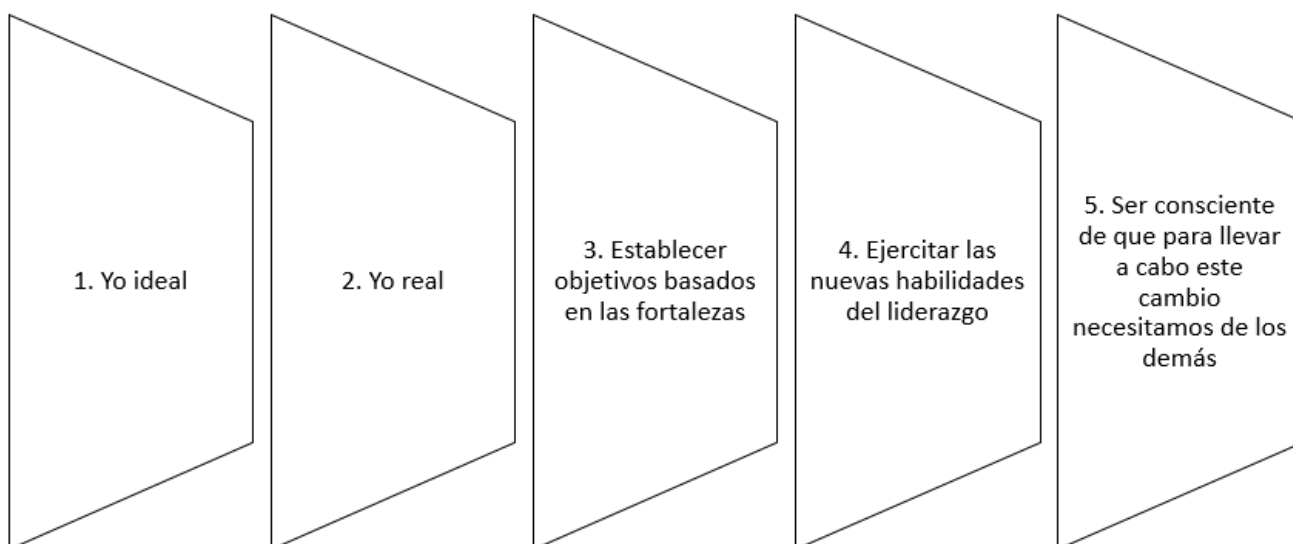 1. Yo ideal
2. Yo real
3. Establecer
objetivos basados
en las fortalezas
4. Ejercitar las
nuevas habilidades
del liderazgo
5. Ser consciente
de que para llevar
a cabo este
cambio
necesitamos de los
demás